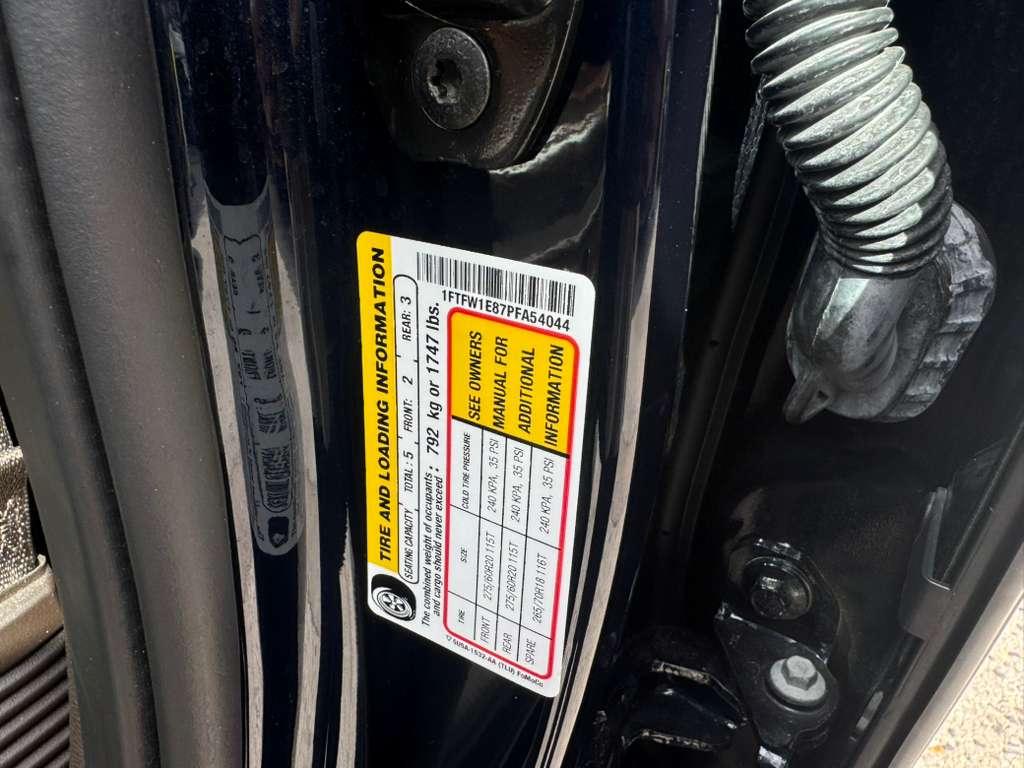 TIRE AND LOADING INFORMATION
SEATING CAPACITY TOTAL : 5 FRONT: 2 REAR: 3
The combined weight of occupants and cargo should never exceed : 792 kg or 1747 lbs.
1FTFW1E87PFA54044
TIRE SIZE COLD TIRE PRESSURE
FRONT 275/60R20 115T 240 KPA, 35 PSI
REAR 275/60R20 115T 240 KPA, 35 PSI
SPARE 265/70R18 116T 240 KPA, 35 PSI
SEE OWNERS
MANUAL FOR
ADDITIONAL
INFORMATION
(TLU) FoMoCo